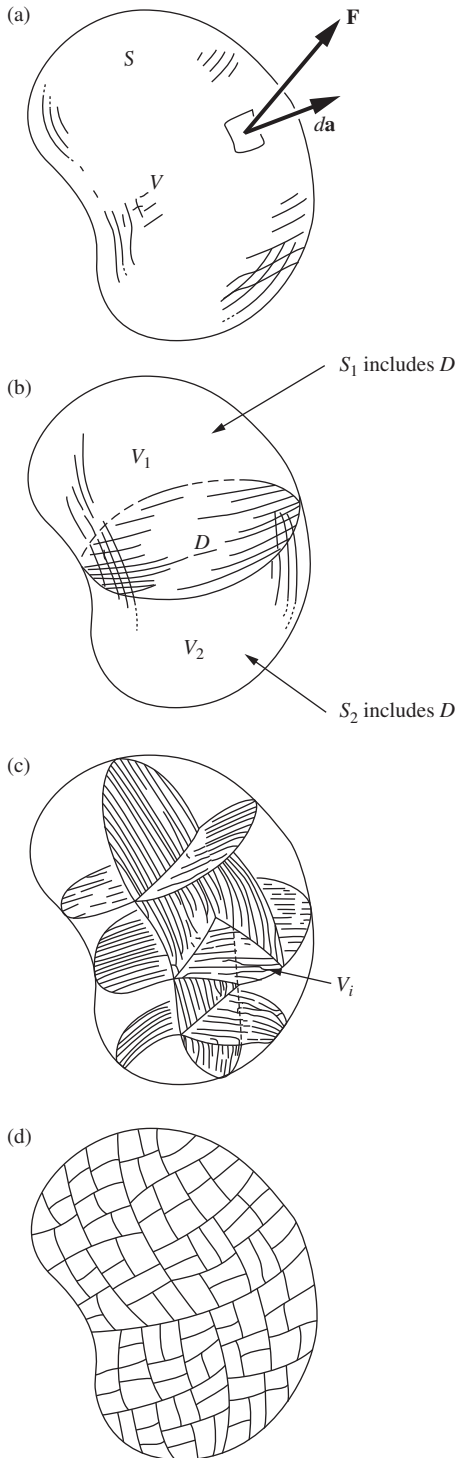 (a)
F
S
da
V
(b)
S₁ includes D
V₁
D
V₂
S₂ includes D
(c)
Vᵢ
(d)